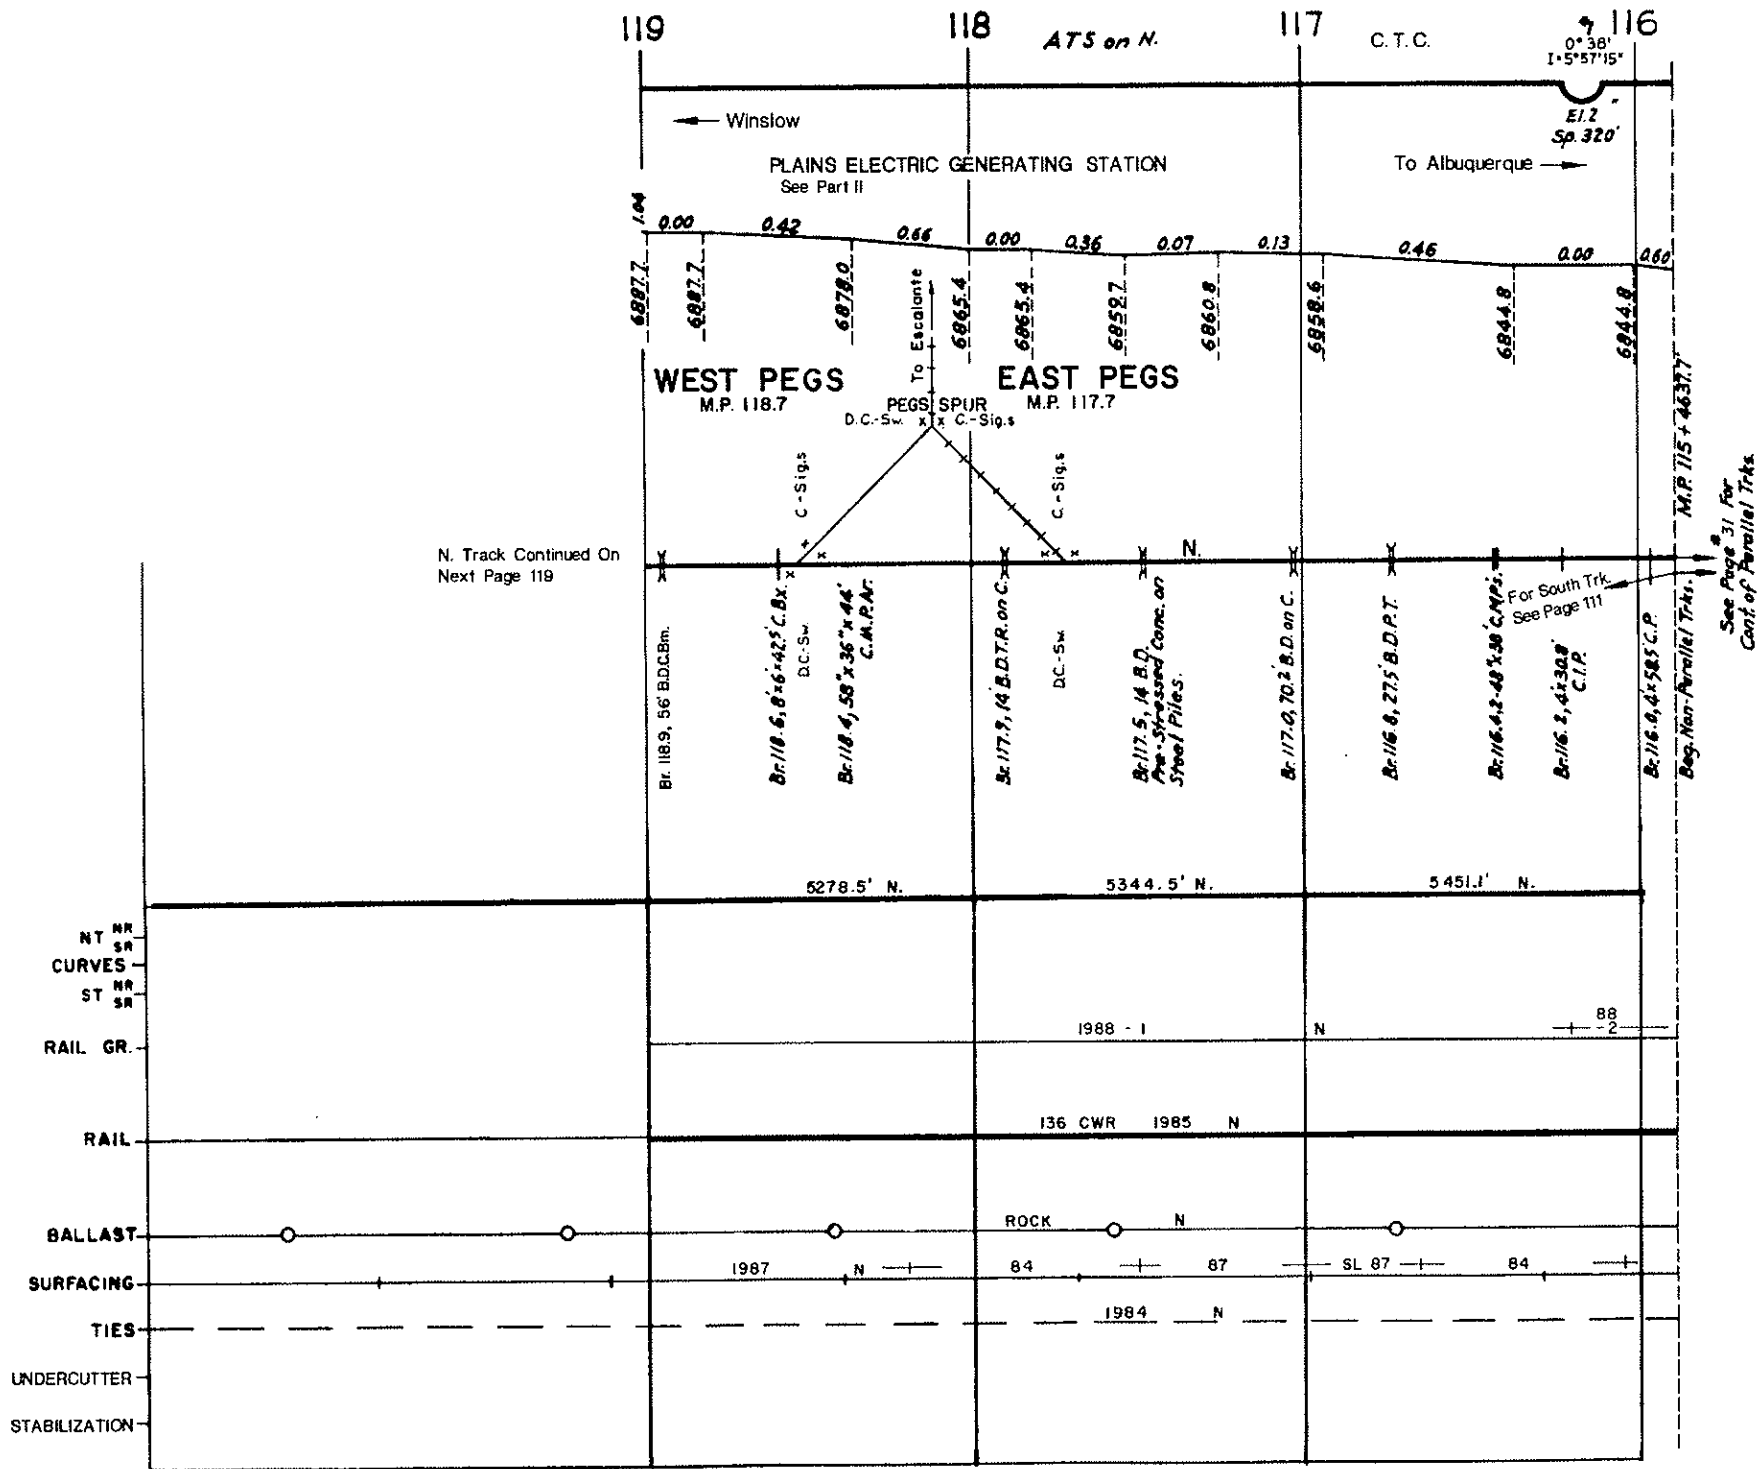 119 118 117 116
ATS on N.
C.T.C.
0° 38'
I=5°57'15"
El.2"
Sp. 320'
Winslow
To Albuquerque
PLAINS ELECTRIC GENERATING STATION
See Part II
1.04 0.00 0.42 0.66 0.00 0.36 0.07 0.13 0.46 0.00 0.60
6887.7 6887.7 6878.0 6865.4 6865.4 6859.7 6860.8 6858.6 6844.8 6844.8
To Escalante
WEST PEGS
M.P. 118.7
EAST PEGS
M.P. 117.7
PEGS SPUR
D.C.-Sw. x x C.-Sig.s
C-Sig.s
C.-Sig.s
N. Track Continued On
Next Page 119
N.
D.C.-Sw.
D.C.-Sw.
For South Trk.
See Page 111
M.P. 115 + 4637.7'
Beg. Non-Parallel Trks.
See Page # 31 For
Cont. of Parallel Trks.
Br. 118.9, 56' B.D.C.Bm.
Br. 118.6, 8'x6'x42.5' C.Bx.
Br. 118.4, 58"x36"x44'
C.M.P.Ar.
Br. 117.9, 14' B.D.T.R. on C.
Br. 117.5, 14' B.D.
Pre-Stressed Conc. on
Steel Piles.
Br. 117.0, 70.2' B.D. on C.
Br. 116.8, 27.5' B.D.P.T.
Br. 116.4, 2-48"x38' C.M.P.s.
Br. 116.2, 4'x30.8'
C.I.P.
Br. 116.0, 4'x58.5' C.P.
5278.5' N. 5344.5' N. 5451.1' N.
NT NR
SR
CURVES
ST NR
SR
RAIL GR. 1988 - 1 N 88
-2
RAIL 136 CWR 1985 N
BALLAST ROCK N
SURFACING 1987 N 84 87 SL 87 84
TIES 1984 N
UNDERCUTTER
STABILIZATION